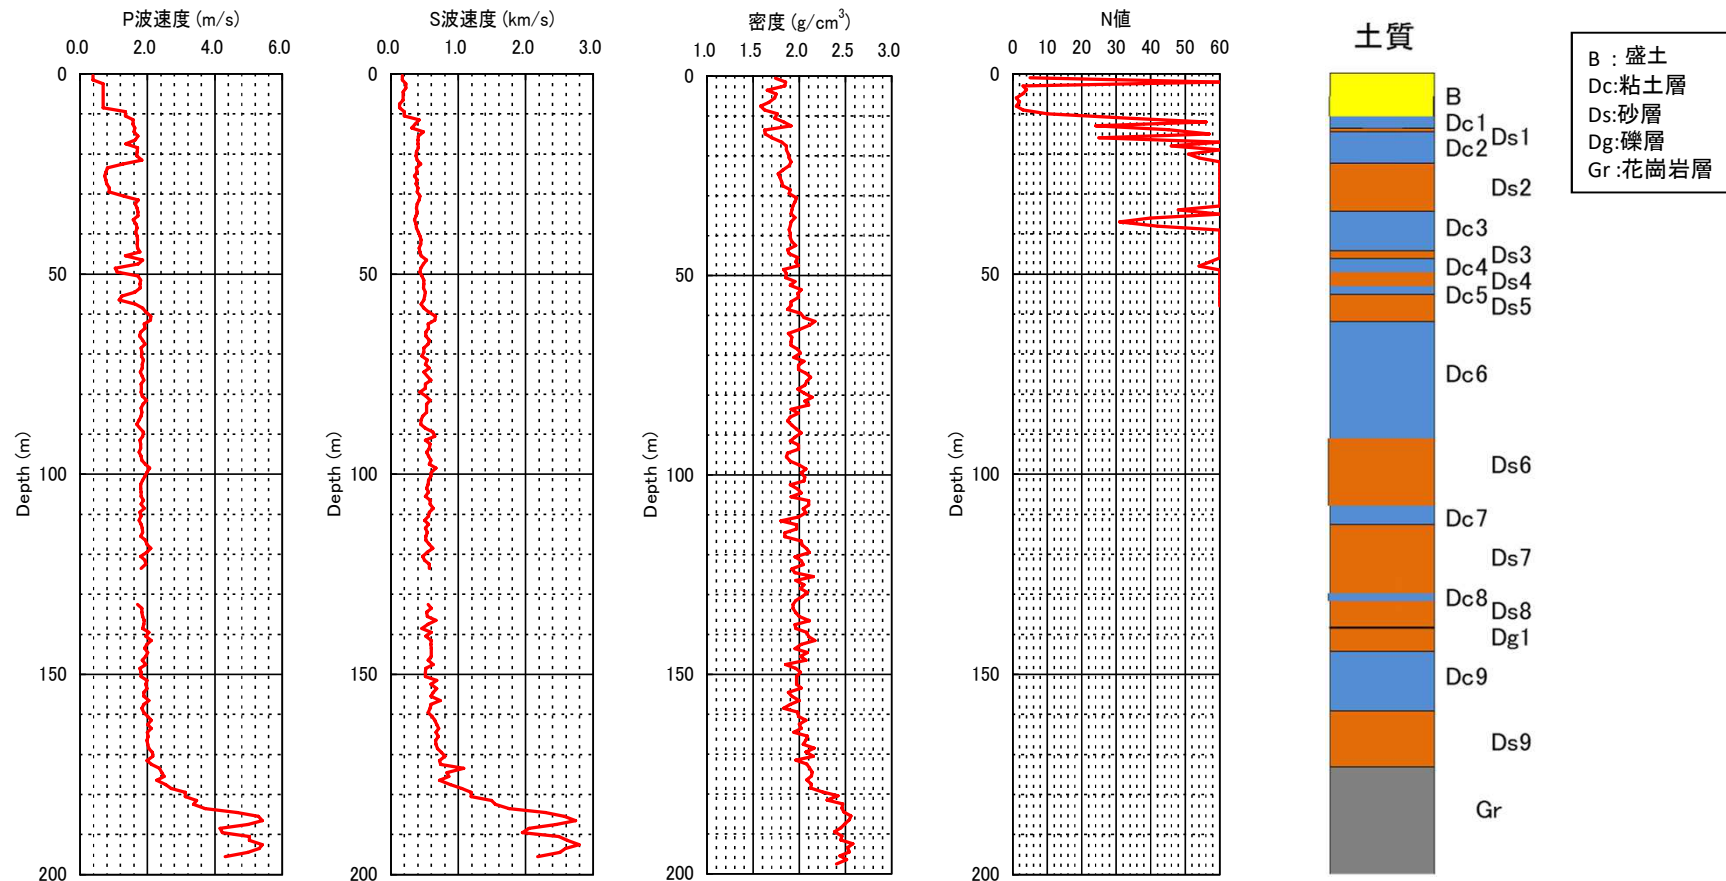 P波速度 (m/s)
0.0 2.0 4.0 6.0
0
50
100
150
200
Depth (m)
S波速度 (km/s)
0.0 1.0 2.0 3.0
0
50
100
150
200
Depth (m)
密度 (g/cm³)
1.0 1.5 2.0 2.5 3.0
0
50
100
150
200
Depth (m)
N値
0 10 20 30 40 50 60
0
50
100
150
200
Depth (m)
土質
B
Dc1
Ds1
Dc2
Ds2
Dc3
Ds3
Dc4
Ds4
Dc5
Ds5
Dc6
Ds6
Dc7
Ds7
Dc8
Ds8
Dg1
Dc9
Ds9
Gr
B : 盛土
Dc:粘土層
Ds:砂層
Dg:礫層
Gr:花崗岩層